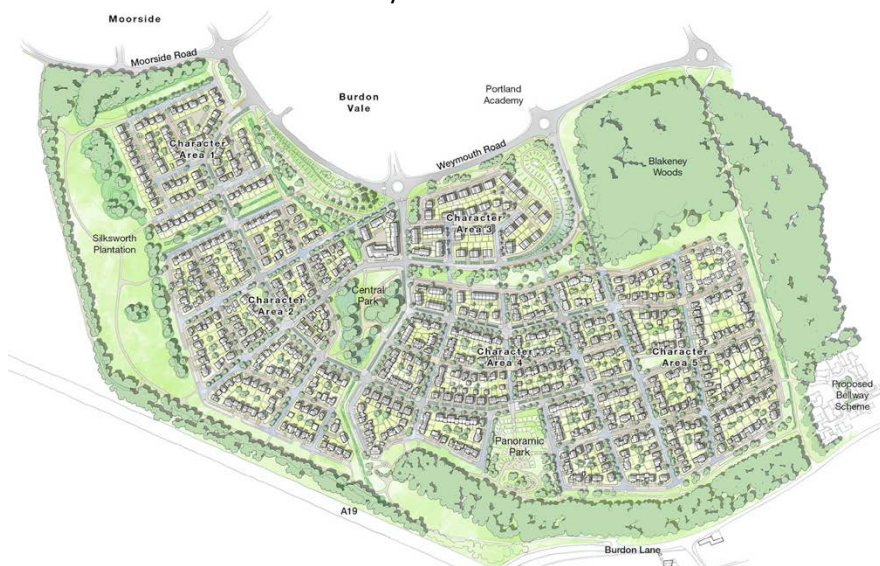 Moorside
Moorside Road
Burdon
Vale
Portland
Academy
Weymouth Road
Character
Area 1
Blakeney
Woods
Character
Area 3
Silksworth
Plantation
Central
Park
Character
Area 2
Character
Area 4
Character
Area 5
Proposed
Bellway
Scheme
Panoramic
Park
A19
Burdon Lane